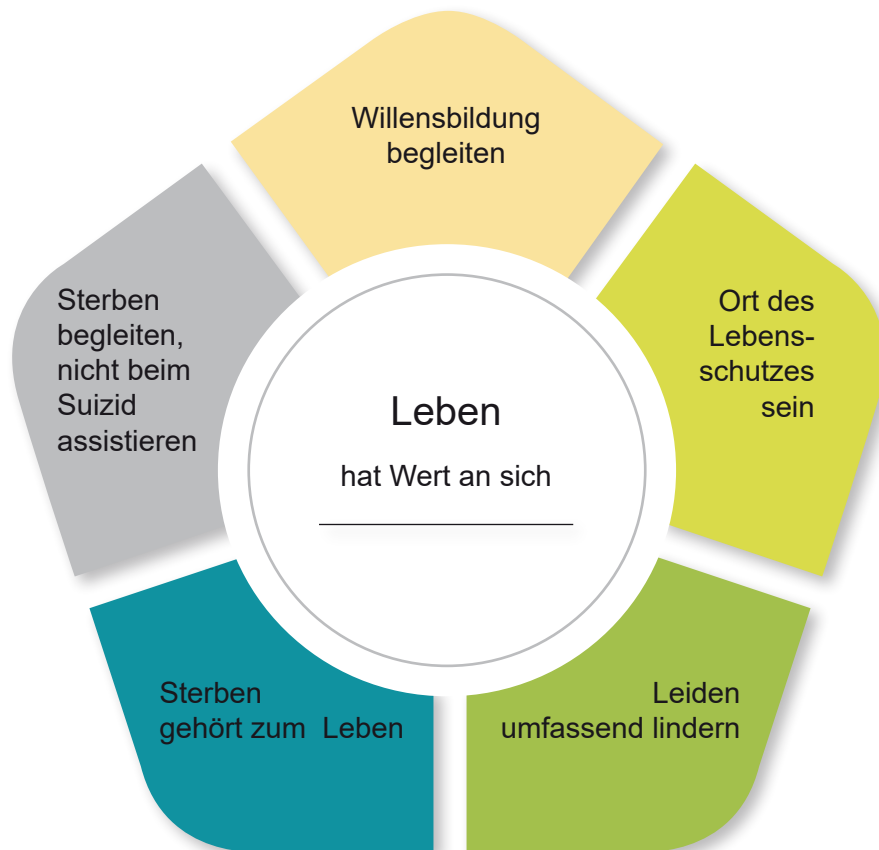 Willensbildung
begleiten
Ort des
Lebens-
schutzes
sein
Leiden
umfassend lindern
Sterben
gehört zum Leben
Sterben
begleiten,
nicht beim
Suizid
assistieren
Leben
hat Wert an sich